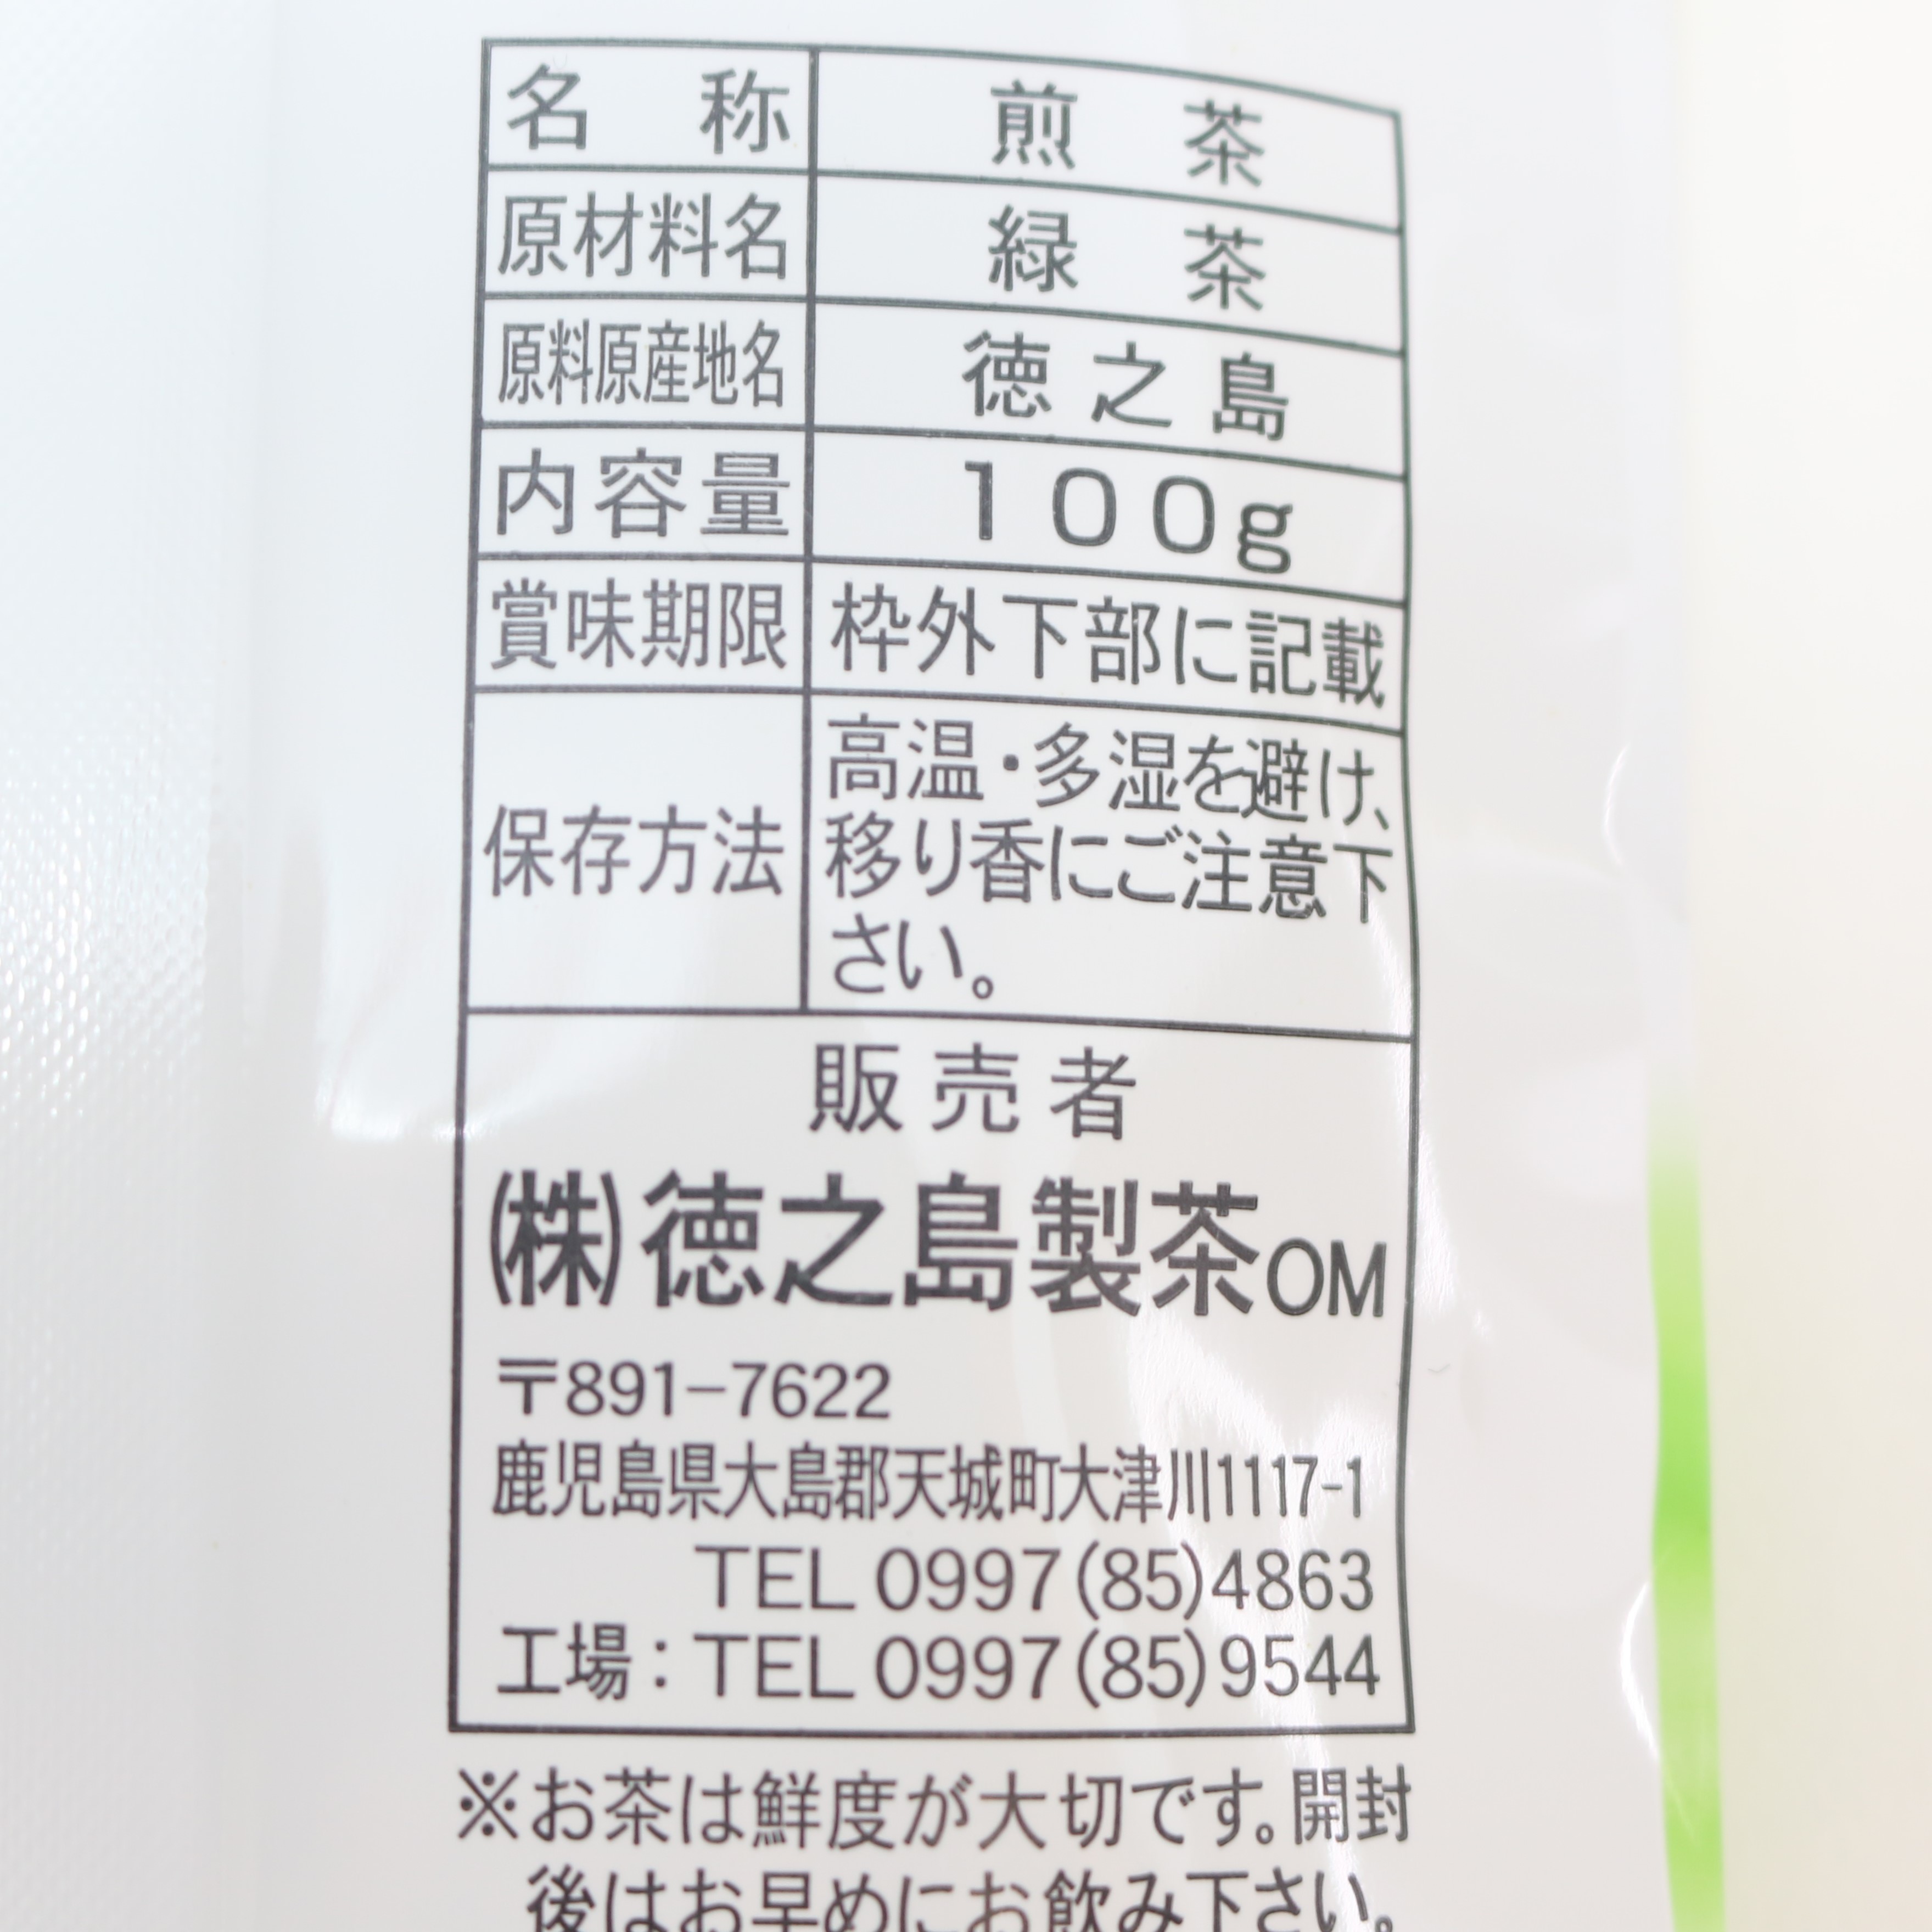 名称 煎茶
原材料名 緑茶
原料原産地名 徳之島
内容量 100g
賞味期限 枠外下部に記載
保存方法 高温・多湿を避け、
移り香にご注意下
さい。
販売者
㈱徳之島製茶OM
〒891-7622
鹿児島県大島郡天城町大津川1117-1
TEL 0997(85)4863
工場：TEL 0997(85)9544
※お茶は鮮度が大切です。開封
後はお早めにお飲み下さい。